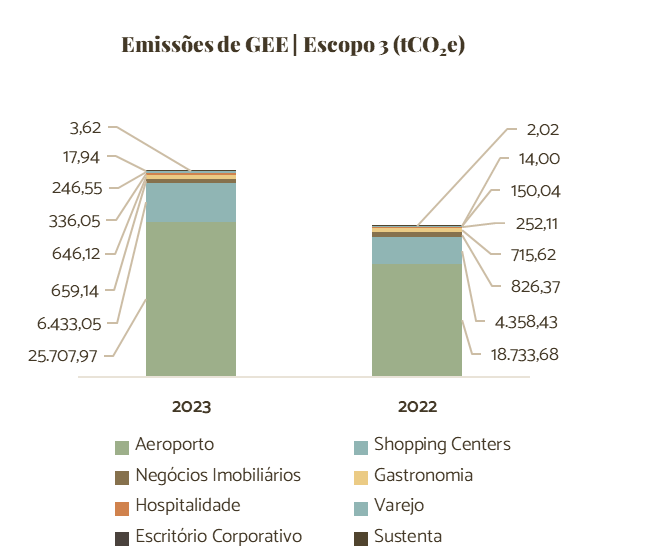 Emissões de GEE | Escopo 3 (tCO₂e)
3,62
17,94
246,55
336,05
646,12
659,14
6.433,05
25.707,97
2,02
14,00
150,04
252,11
715,62
826,37
4.358,43
18.733,68
2023
2022
Aeroporto
Shopping Centers
Negócios Imobiliários
Gastronomia
Hospitalidade
Varejo
Escritório Corporativo
Sustenta